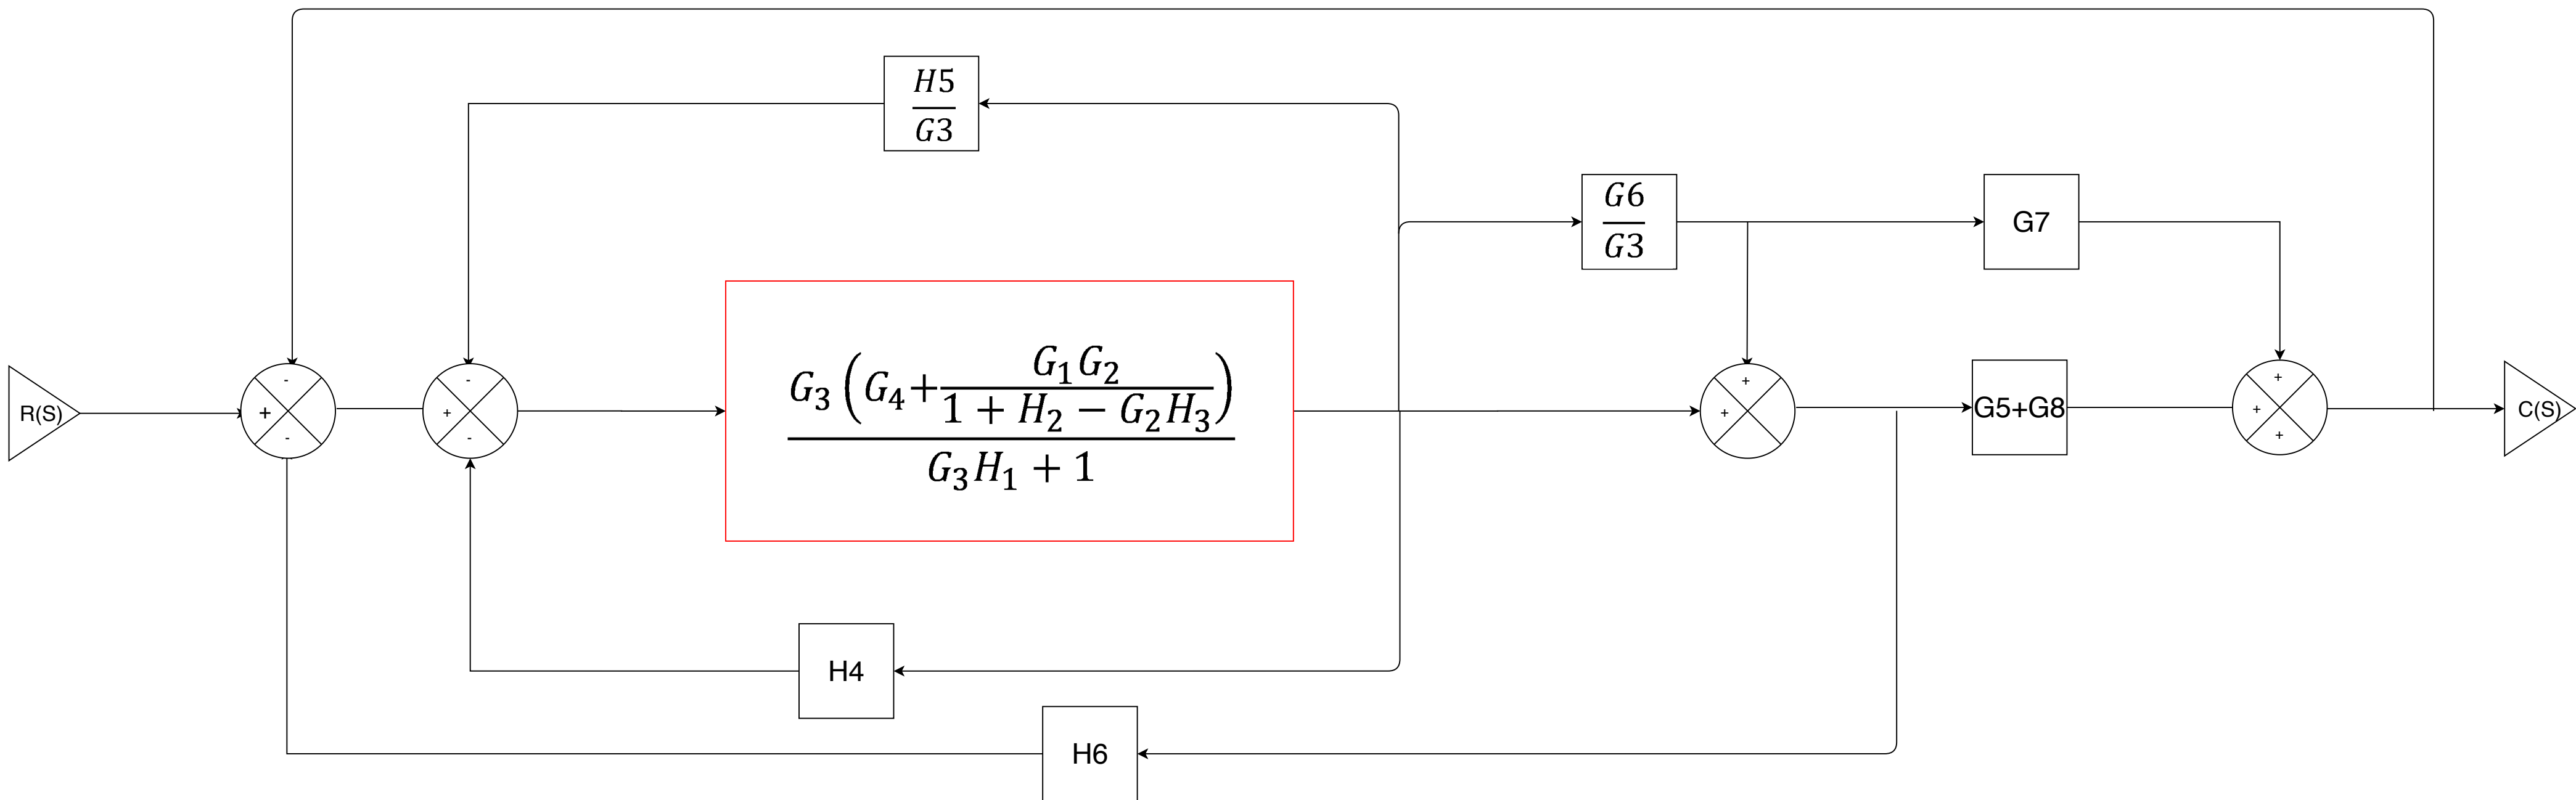 H5
G3
G6
G3
G7
-
-
R(S)
+
-
+
-
G₃(G₄+G₁G₂/(1 + H₂ − G₂H₃))
G₃H₁ + 1
+
+
G5+G8
+
+
+
C(S)
H4
H6